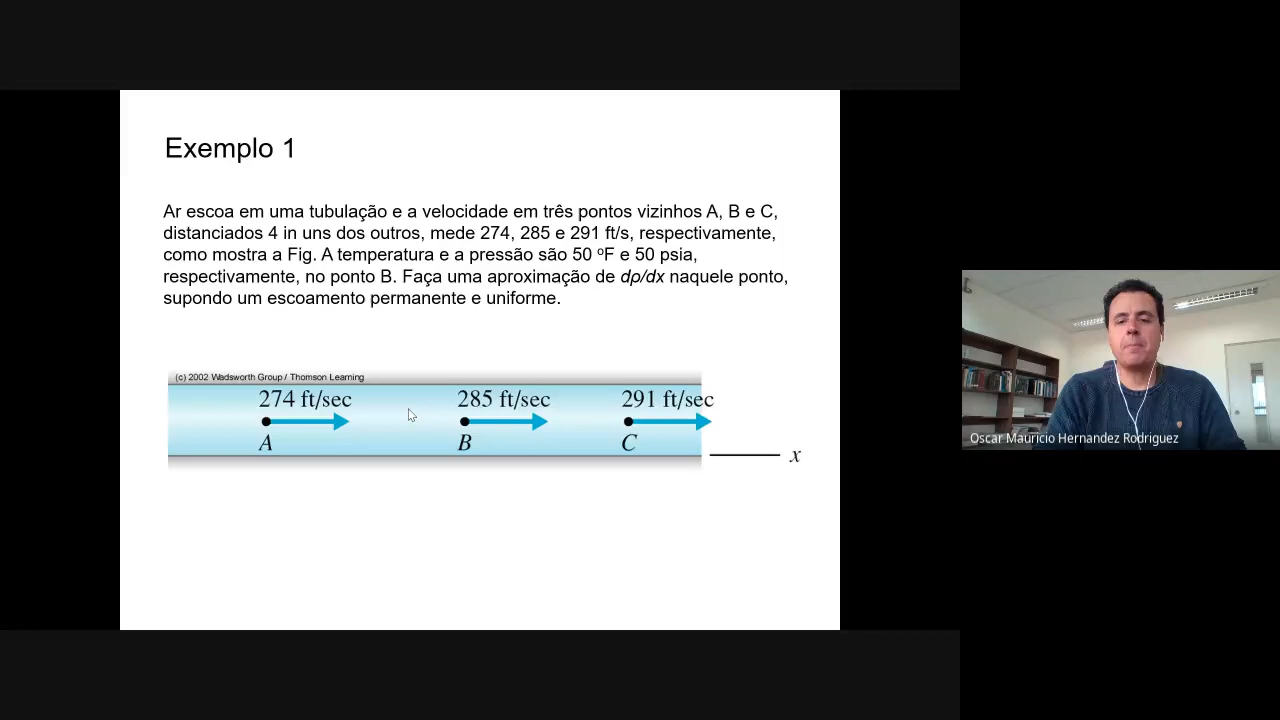 Exemplo 1
Ar escoa em uma tubulação e a velocidade em três pontos vizinhos A, B e C,
distanciados 4 in uns dos outros, mede 274, 285 e 291 ft/s, respectivamente,
como mostra a Fig. A temperatura e a pressão são 50 ºF e 50 psia,
respectivamente, no ponto B. Faça uma aproximação de dρ/dx naquele ponto,
supondo um escoamento permanente e uniforme.
(c) 2002 Wadsworth Group / Thomson Learning
274 ft/sec 285 ft/sec 291 ft/sec
A B C
x
Oscar Mauricio Hernandez Rodriguez